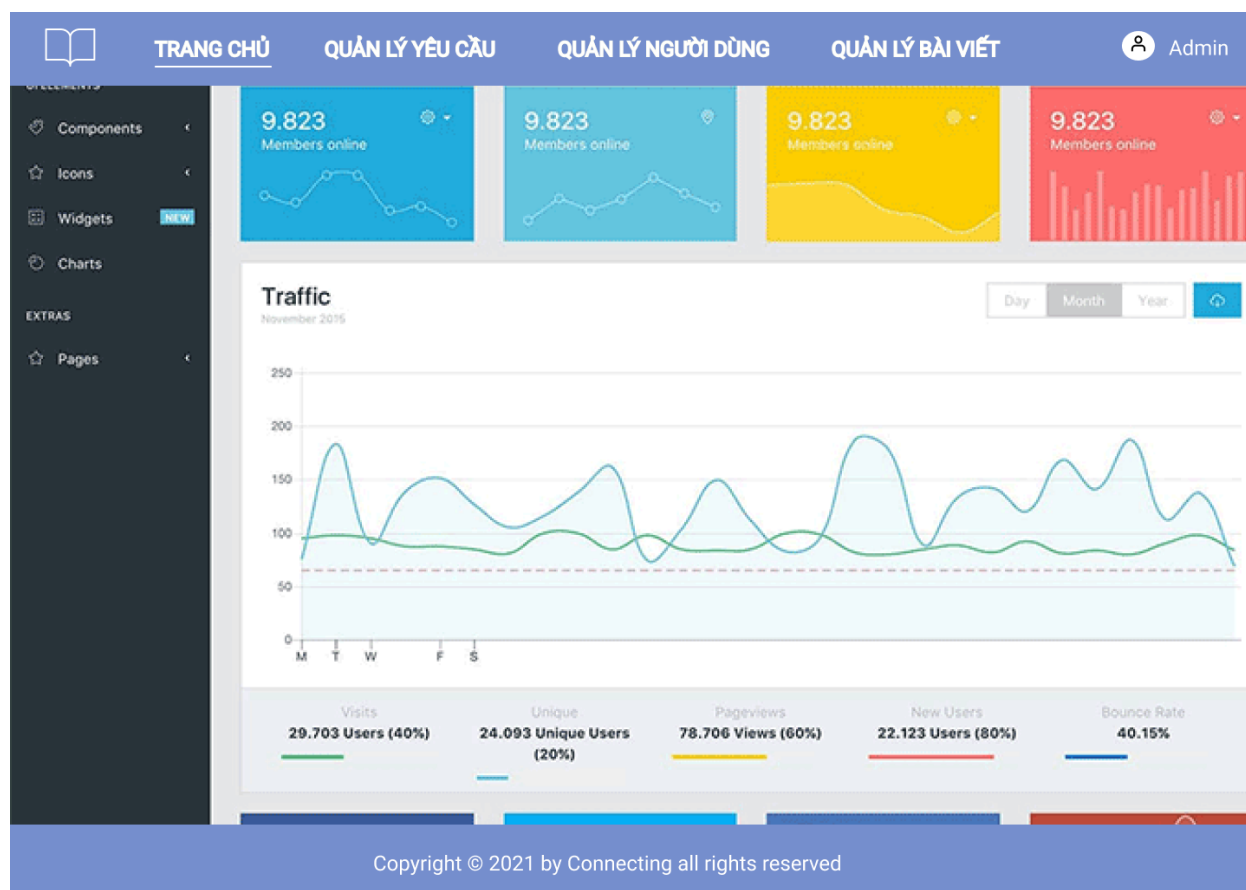 TRANG CHỦ
QUẢN LÝ YÊU CẦU
QUẢN LÝ NGƯỜI DÙNG
QUẢN LÝ BÀI VIẾT
Admin
Components
Icons
Widgets
NEW
Charts
EXTRAS
Pages
9.823
Members online
9.823
Members online
9.823
Members online
9.823
Members online
Traffic
November 2015
Day
Month
Year
250
200
150
100
50
0
M T W F S
Visits
29.703 Users (40%)
Unique
24.093 Unique Users
(20%)
Pageviews
78.706 Views (60%)
New Users
22.123 Users (80%)
Bounce Rate
40.15%
Copyright © 2021 by Connecting all rights reserved